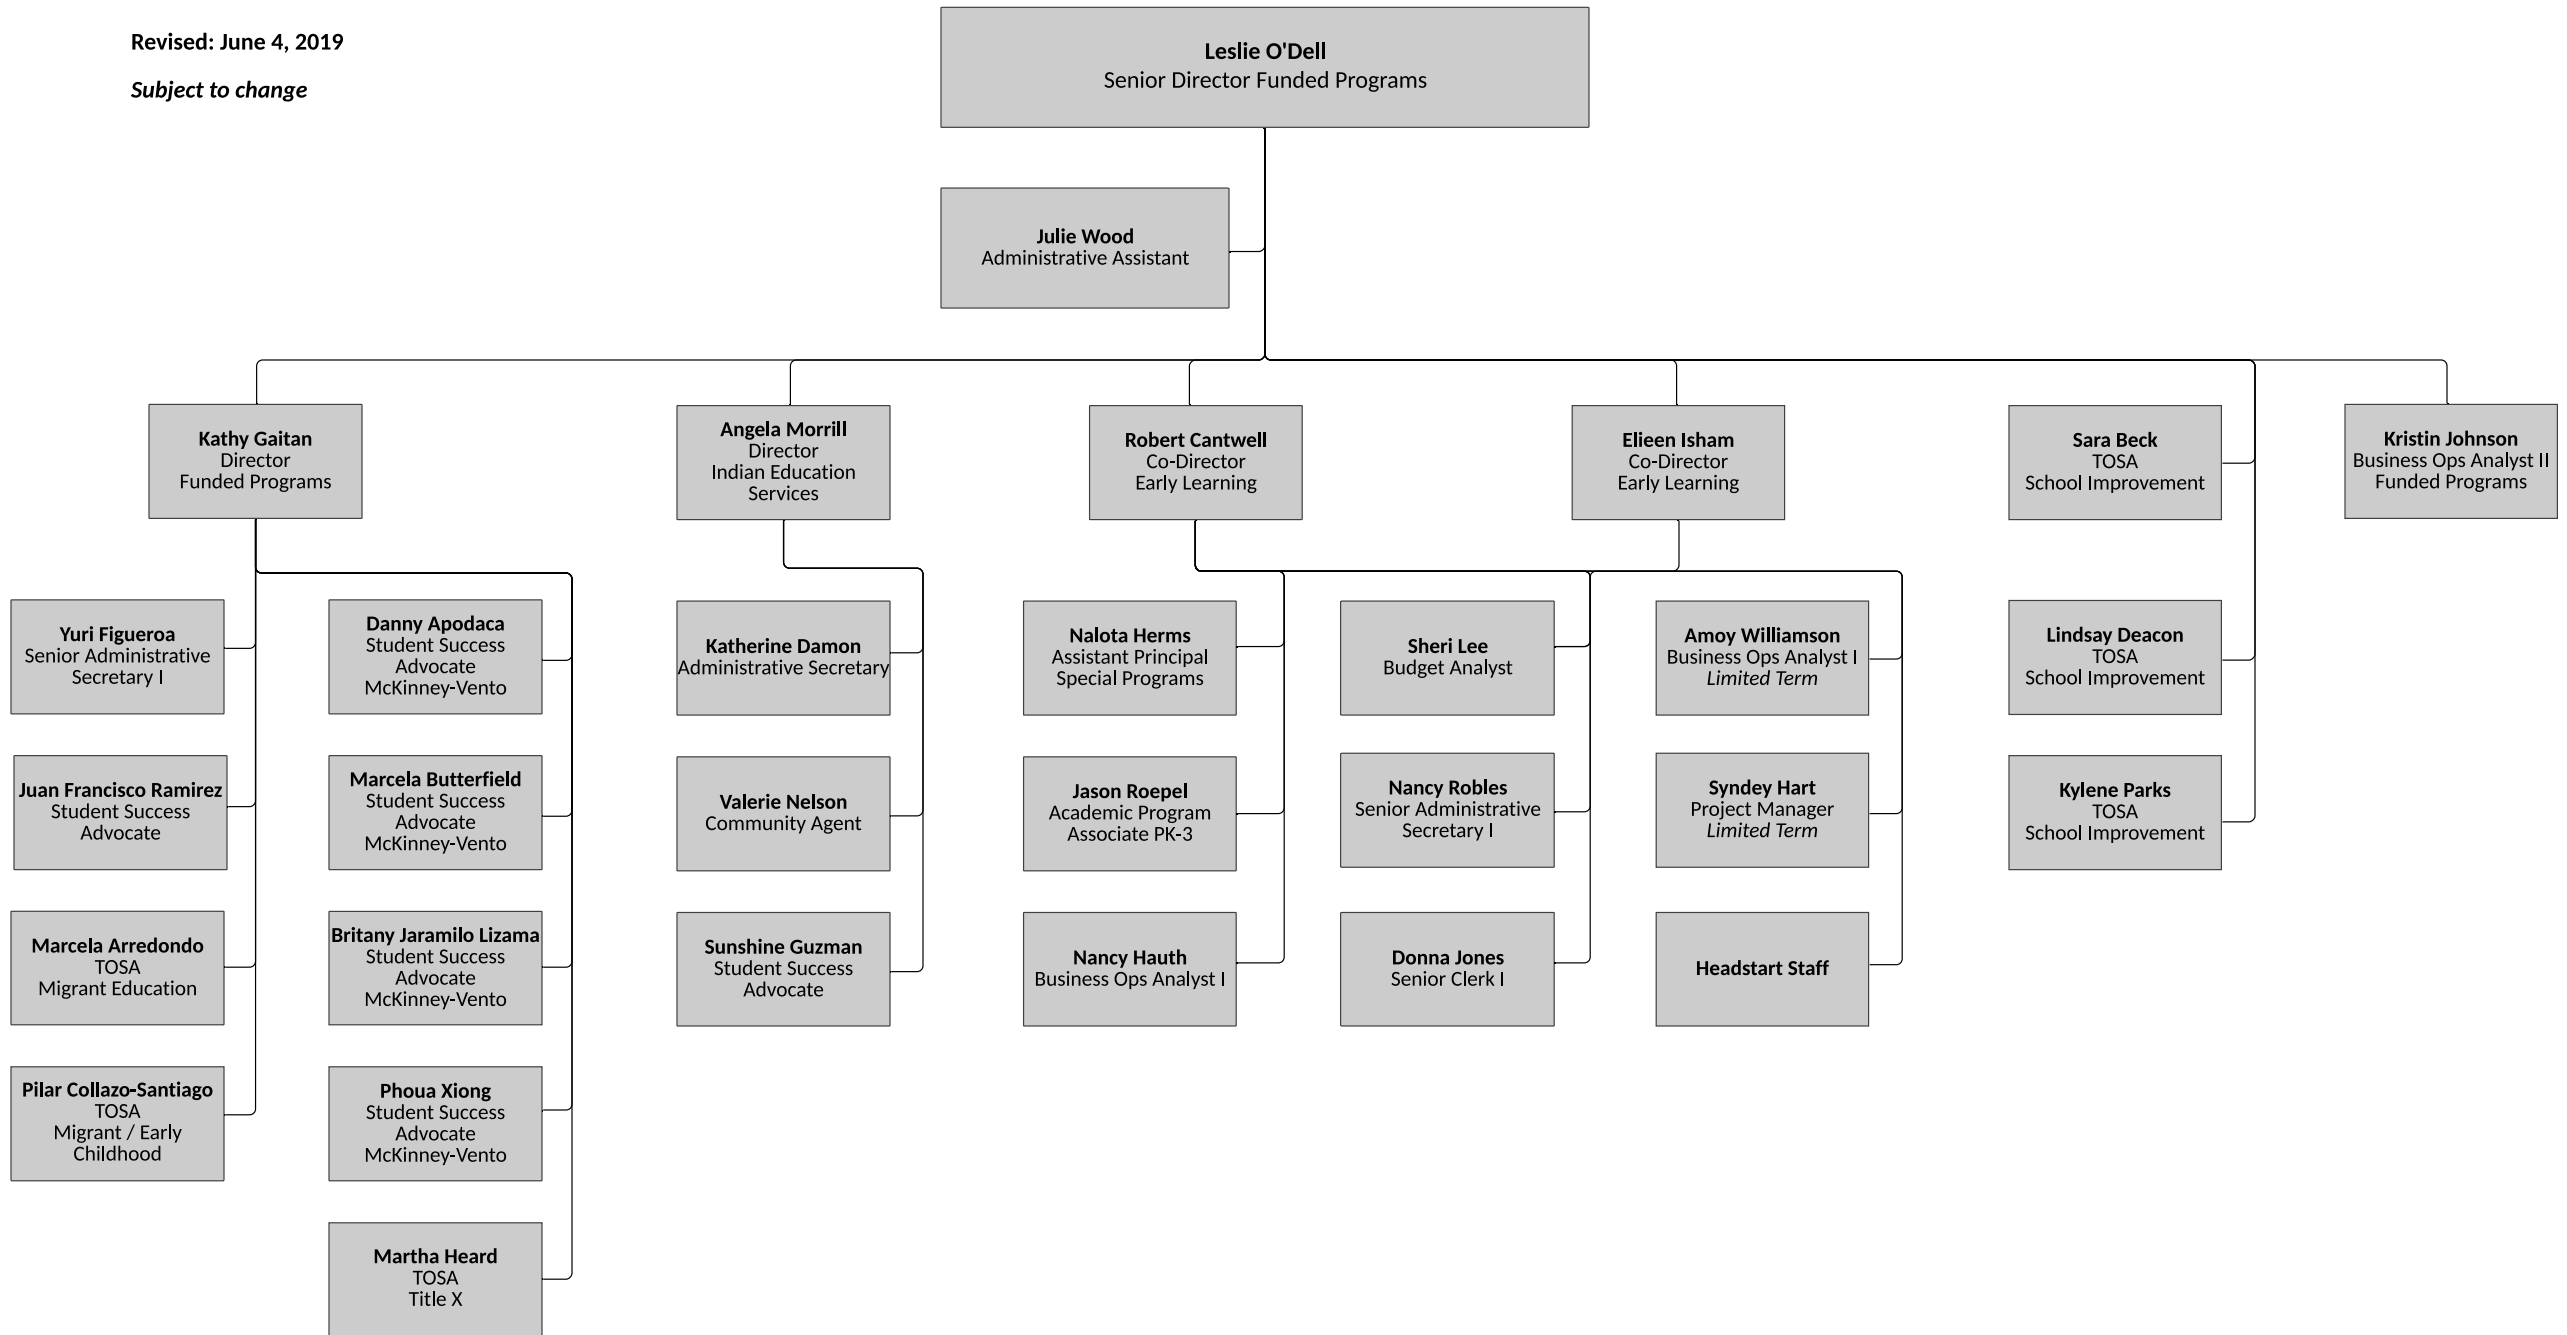 Revised: June 4, 2019
Subject to change
Leslie O'Dell
Senior Director Funded Programs
Julie Wood
Administrative Assistant
Kathy Gaitan
Director
Funded Programs
Angela Morrill
Director
Indian Education
Services
Robert Cantwell
Co-Director
Early Learning
Elieen Isham
Co-Director
Early Learning
Sara Beck
TOSA
School Improvement
Kristin Johnson
Business Ops Analyst II
Funded Programs
Yuri Figueroa
Senior Administrative
Secretary I
Danny Apodaca
Student Success
Advocate
McKinney-Vento
Katherine Damon
Administrative Secretary
Nalota Herms
Assistant Principal
Special Programs
Sheri Lee
Budget Analyst
Amoy Williamson
Business Ops Analyst I
Limited Term
Lindsay Deacon
TOSA
School Improvement
Juan Francisco Ramirez
Student Success
Advocate
Marcela Butterfield
Student Success
Advocate
McKinney-Vento
Valerie Nelson
Community Agent
Jason Roepel
Academic Program
Associate PK-3
Nancy Robles
Senior Administrative
Secretary I
Syndey Hart
Project Manager
Limited Term
Kylene Parks
TOSA
School Improvement
Marcela Arredondo
TOSA
Migrant Education
Britany Jaramilo Lizama
Student Success
Advocate
McKinney-Vento
Sunshine Guzman
Student Success
Advocate
Nancy Hauth
Business Ops Analyst I
Donna Jones
Senior Clerk I
Headstart Staff
Pilar Collazo-Santiago
TOSA
Migrant / Early
Childhood
Phoua Xiong
Student Success
Advocate
McKinney-Vento
Martha Heard
TOSA
Title X